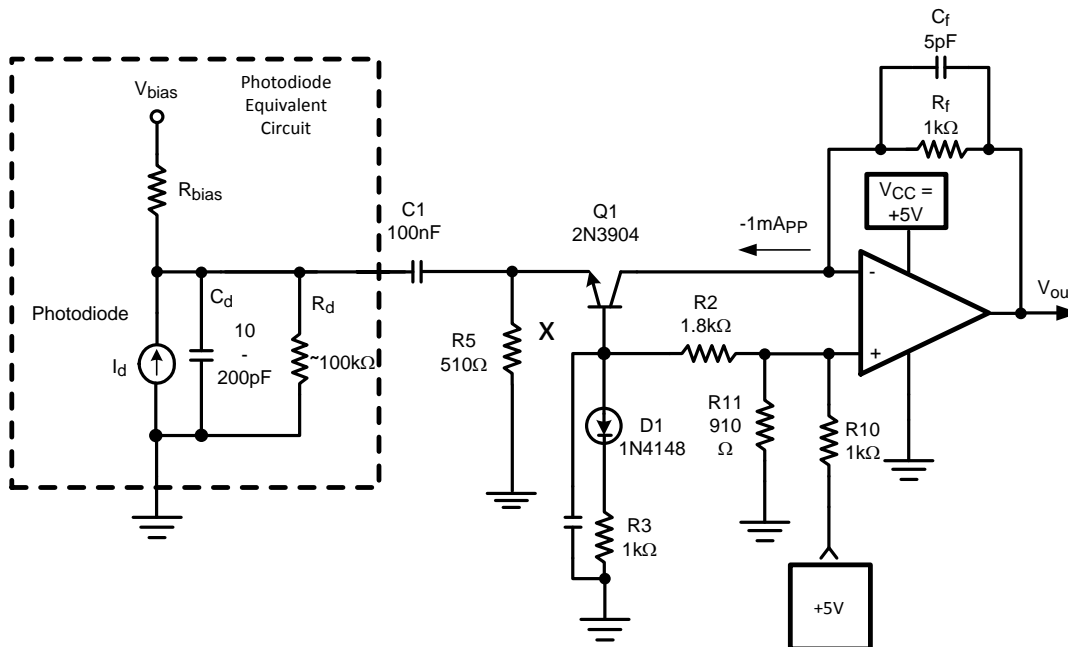 Photodiode
Equivalent
Circuit
Vbias
Rbias
Photodiode
Id
Cd
10
-
200pF
Rd
~100kΩ
C1
100nF
R5
510Ω
X
Q1
2N3904
-1mAPP
R2
1.8kΩ
D1
1N4148
R3
1kΩ
R11
910
Ω
R10
1kΩ
+5V
Cf
5pF
Rf
1kΩ
VCC =
+5V
-
+
Vou